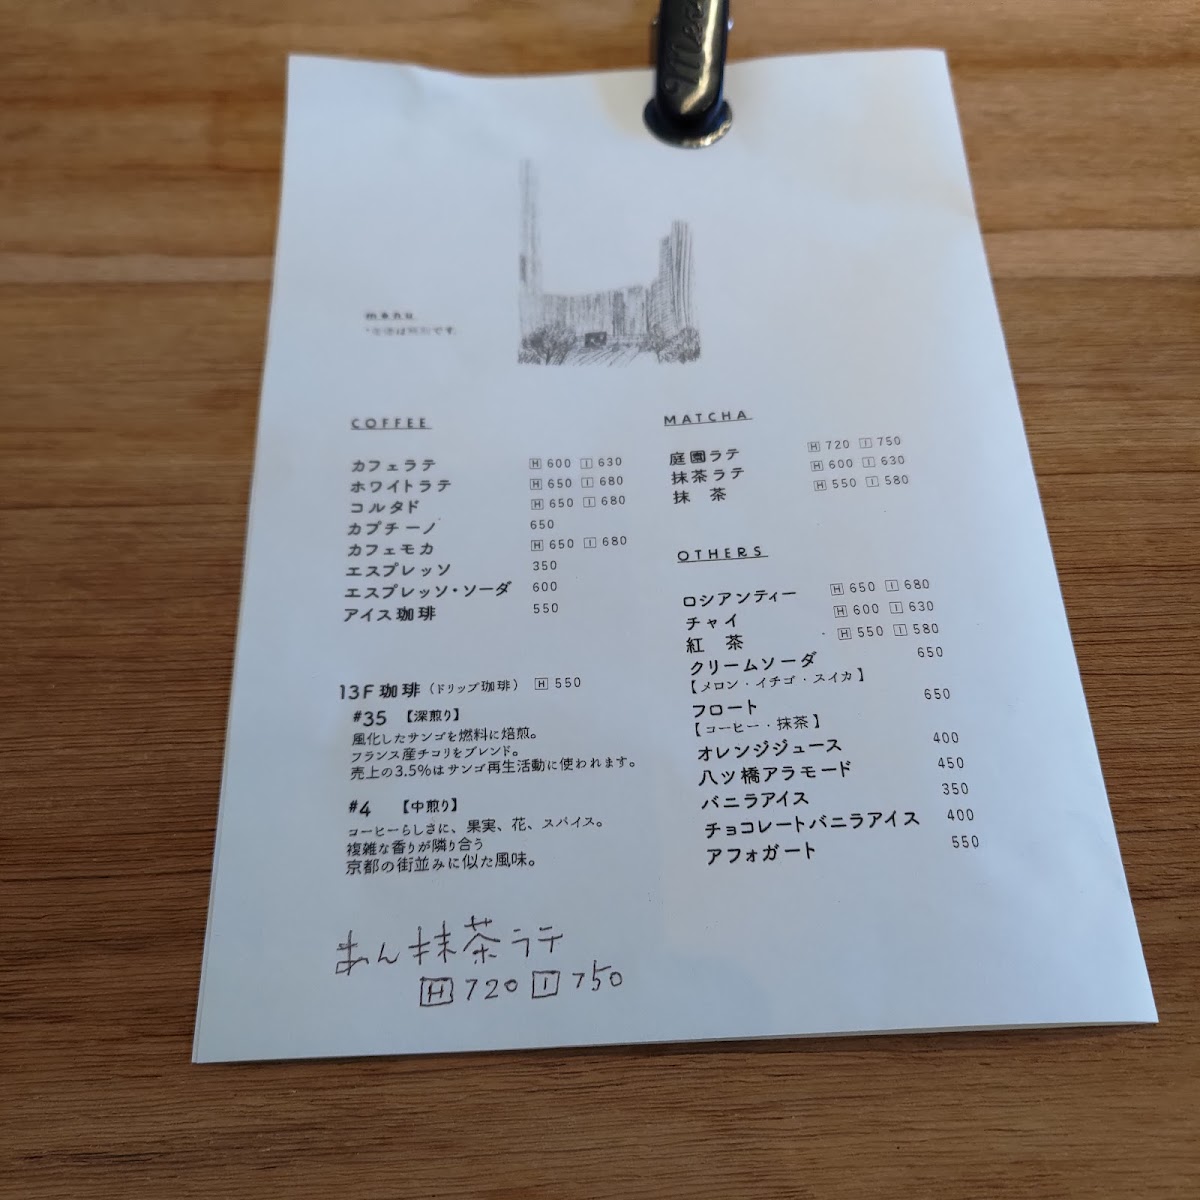 menu
COFFEE
カフェラテ H 600 I 630
ホワイトラテ H 650 I 680
コルタド H 650 I 680
カプチーノ 650
カフェモカ H 650 I 680
エスプレッソ 350
エスプレッソ・ソーダ 600
アイス珈琲 550
13F珈琲(ドリップ珈琲) H 550
#35 【深煎り】
風化したサンゴを燃料に焙煎。
フランス産チコリをブレンド。
売上の3.5%はサンゴ再生活動に使われます。
#4 【中煎り】
コーヒーらしさに、果実、花、スパイス。
複雑な香りが隣り合う
京都の街並みに似た風味。
あん抹茶ラテ
H 720 I 750
MATCHA
庭園ラテ H 720 I 750
抹茶ラテ H 600 I 630
抹 茶 H 550 I 580
OTHERS
ロシアンティー H 650 I 680
チャイ H 600 I 630
紅 茶 H 550 I 580
クリームソーダ 650
【メロン・イチゴ・スイカ】
フロート 650
【コーヒー・抹茶】
オレンジジュース 400
八ツ橋アラモード 450
バニラアイス 350
チョコレートバニラアイス 400
アフォガート 550